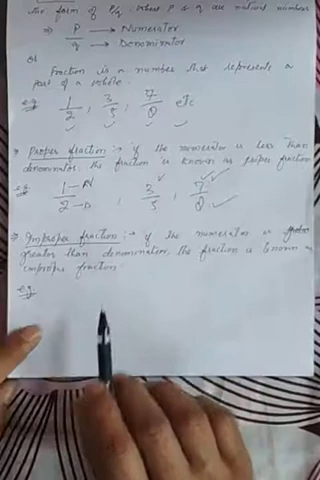 the form of P/q, where P & q are natural numbers
⇒ P → Numerator
q → Denominator
or
Fraction is a number that represents a
part of a whole.
e.g. 1/2, 3/5, 7/8 etc
⇒ Proper fraction :- if the numerator is less than
denominator, the fraction is known as proper fraction
e.g. 1/2 - N - D, 3/5, 7/8
⇒ Improper fraction :- if the numerator is
greater than denominator, the fraction is known as
improper fraction
e.g